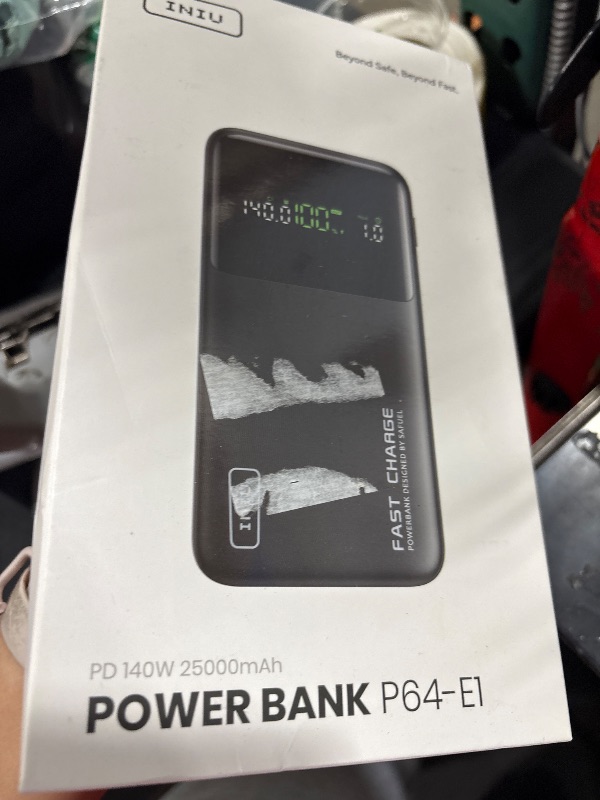 INIU
Beyond Safe, Beyond Fast.
140.0 100% 1.0
FAST CHARGE
POWERBANK DESIGNED BY SAFUEL
PD 140W 25000mAh
POWER BANK P64-E1